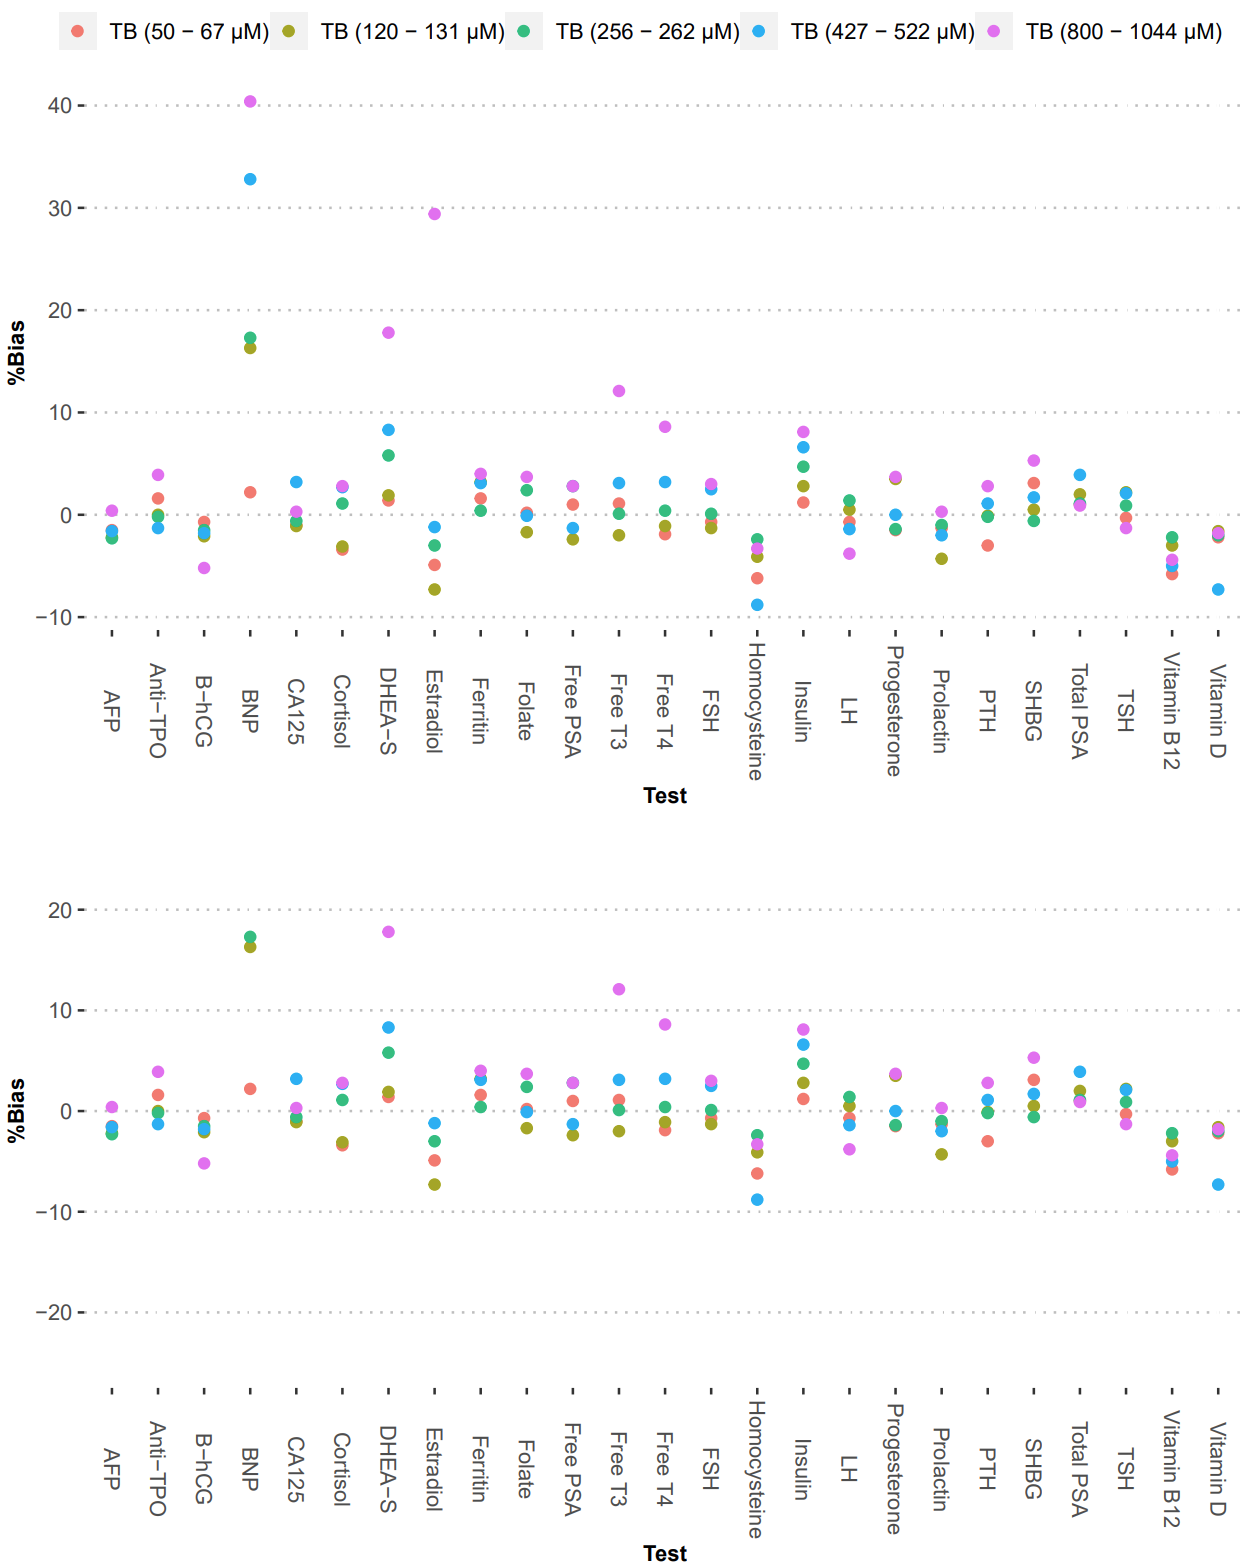 TB (50 − 67 µM) TB (120 − 131 µM) TB (256 − 262 µM) TB (427 − 522 µM) TB (800 − 1044 µM)
40
30
20
10
0
−10
%Bias
AFP Anti−TPO B−hCG BNP CA125 Cortisol DHEA−S Estradiol Ferritin Folate Free PSA Free T3 Free T4 FSH Homocysteine Insulin LH Progesterone Prolactin PTH SHBG Total PSA TSH Vitamin B12 Vitamin D
Test
20
10
0
−10
−20
%Bias
AFP Anti−TPO B−hCG BNP CA125 Cortisol DHEA−S Estradiol Ferritin Folate Free PSA Free T3 Free T4 FSH Homocysteine Insulin LH Progesterone Prolactin PTH SHBG Total PSA TSH Vitamin B12 Vitamin D
Test